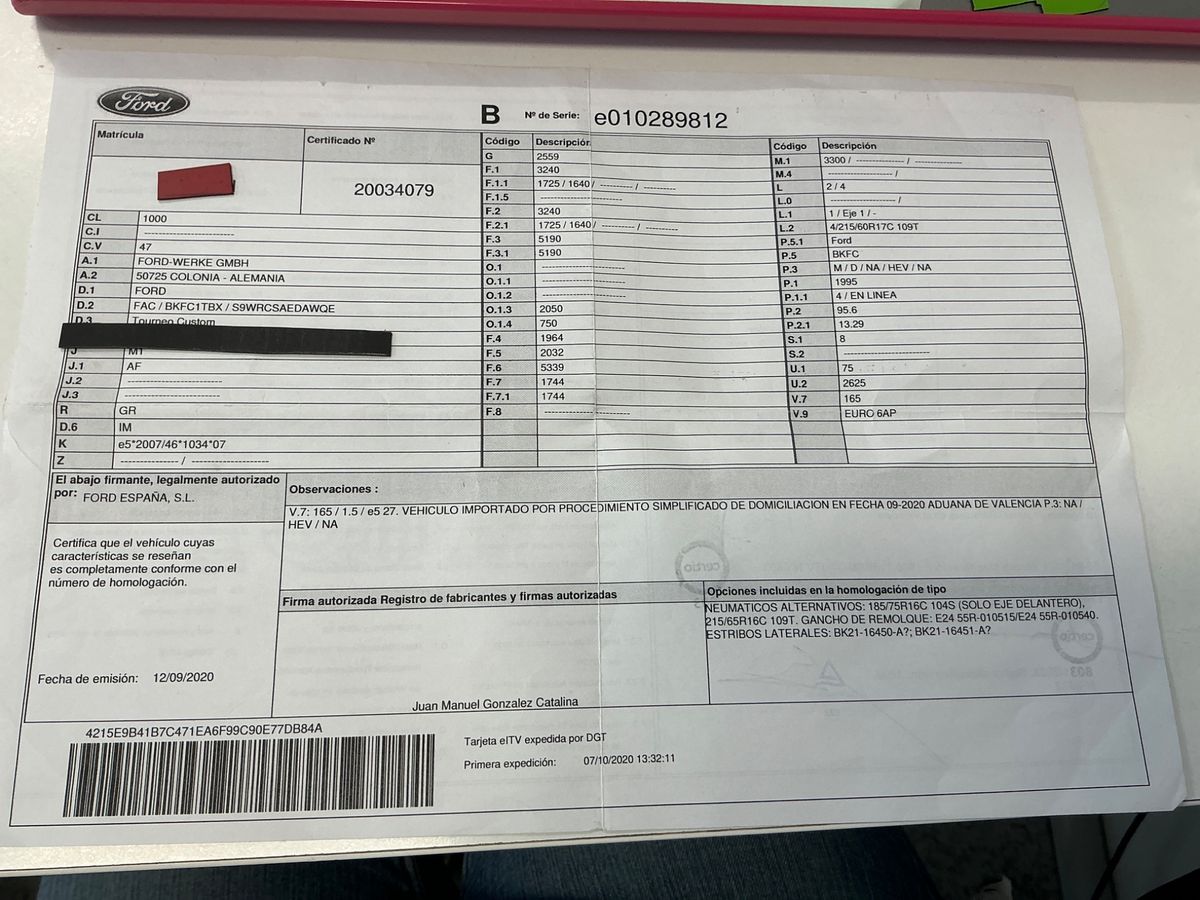 Ford
B Nº de Serie: e010289812
Matrícula
Certificado Nº
20034079
CL 1000
C.I ----------------------
C.V 47
A.1 FORD-WERKE GMBH
A.2 50725 COLONIA - ALEMANIA
D.1 FORD
D.2 FAC / BKFC1TBX / S9WRCSAEDAWQE
D.3 Tourneo Custom
J M1
J.1 AF
J.2 -----------------------
J.3 -----------------------
R GR
D.6 IM
K e5*2007/46*1034*07
Z -------------- / -------------------
Código Descripción
G 2559
F.1 3240
F.1.1 1725 / 1640 / --------- / ---------
F.1.5 --------------------
F.2 3240
F.2.1 1725 / 1640 / --------- / ---------
F.3 5190
F.3.1 5190
O.1 --------------------
O.1.1 --------------------
O.1.2 --------------------
O.1.3 2050
O.1.4 750
F.4 1964
F.5 2032
F.6 5339
F.7 1744
F.7.1 1744
F.8 ----------------------
Código Descripción
M.1 3300 / -------------- / --------------
M.4 ------------------- /
L 2 / 4
L.0 ------------------- /
L.1 1 / Eje 1 / -
L.2 4/215/60R17C 109T
P.5.1 Ford
P.5 BKFC
P.3 M / D / NA / HEV / NA
P.1 1995
P.1.1 4 / EN LINEA
P.2 95.6
P.2.1 13.29
S.1 8
S.2 ----------------------
U.1 75
U.2 2625
V.7 165
V.9 EURO 6AP
El abajo firmante, legalmente autorizado
por: FORD ESPAÑA, S.L.
Certifica que el vehículo cuyas
características se reseñan
es completamente conforme con el
número de homologación.
Fecha de emisión: 12/09/2020
Observaciones :
V.7: 165 / 1.5 / e5 27. VEHICULO IMPORTADO POR PROCEDIMIENTO SIMPLIFICADO DE DOMICILIACION EN FECHA 09-2020 ADUANA DE VALENCIA P.3: NA /
HEV / NA
Firma autorizada Registro de fabricantes y firmas autorizadas
Juan Manuel Gonzalez Catalina
Opciones incluidas en la homologación de tipo
NEUMATICOS ALTERNATIVOS: 185/75R16C 104S (SOLO EJE DELANTERO),
215/65R16C 109T. GANCHO DE REMOLQUE: E24 55R-010515/E24 55R-010540.
ESTRIBOS LATERALES: BK21-16450-A?; BK21-16451-A?
4215E9B41B7C471EA6F99C90E77DB84A
Tarjeta eITV expedida por DGT
Primera expedición: 07/10/2020 13:32:11